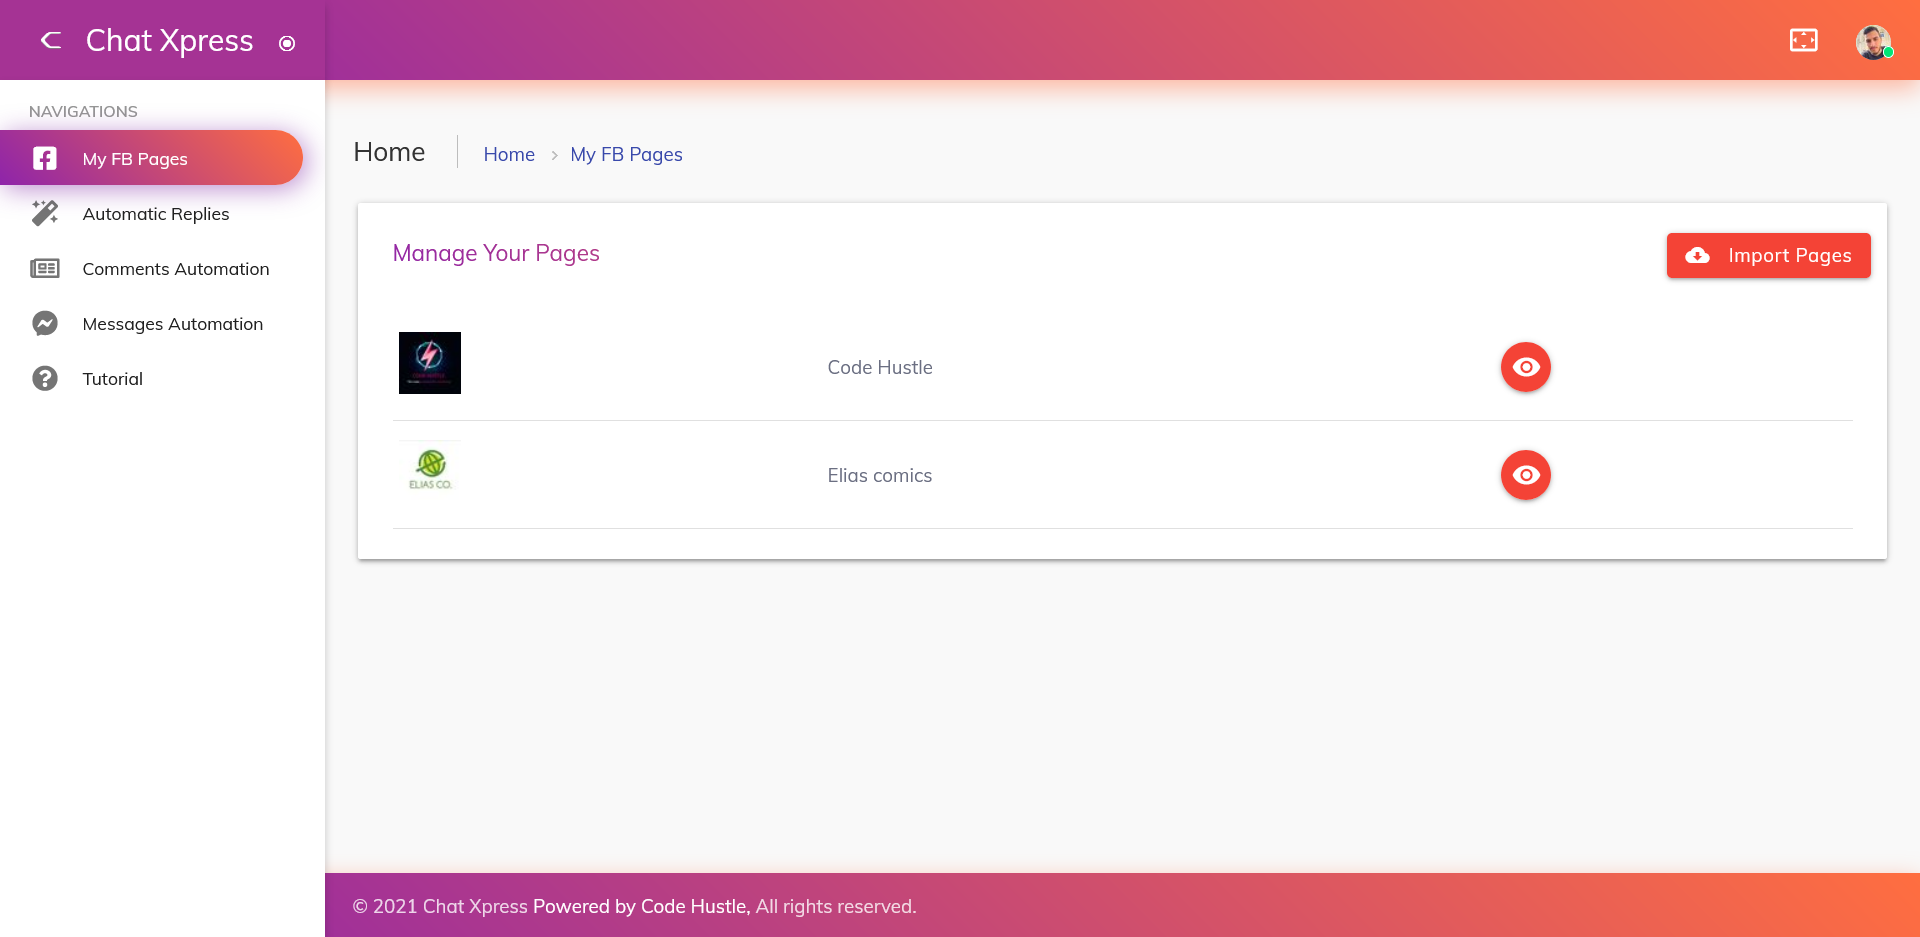 Chat Xpress
NAVIGATIONS
My FB Pages
Automatic Replies
Comments Automation
Messages Automation
Tutorial
Home
Home > My FB Pages
Manage Your Pages
Import Pages
Code Hustle
ELIAS CO.
Elias comics
© 2021 Chat Xpress Powered by Code Hustle, All rights reserved.